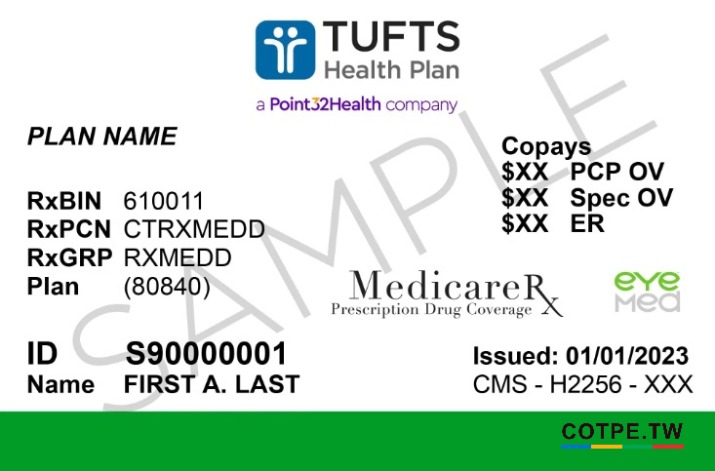 TUFTS
Health Plan
a Point32Health company
PLAN NAME
Copays
$XX PCP OV
$XX Spec OV
$XX ER
RxBIN 610011
RxPCN CTRXMEDD
RxGRP RXMEDD
Plan (80840)
MedicareRx
Prescription Drug Coverage
eye
med
SAMPLE
ID S90000001
Name FIRST A. LAST
Issued: 01/01/2023
CMS - H2256 - XXX
COTPE.TW